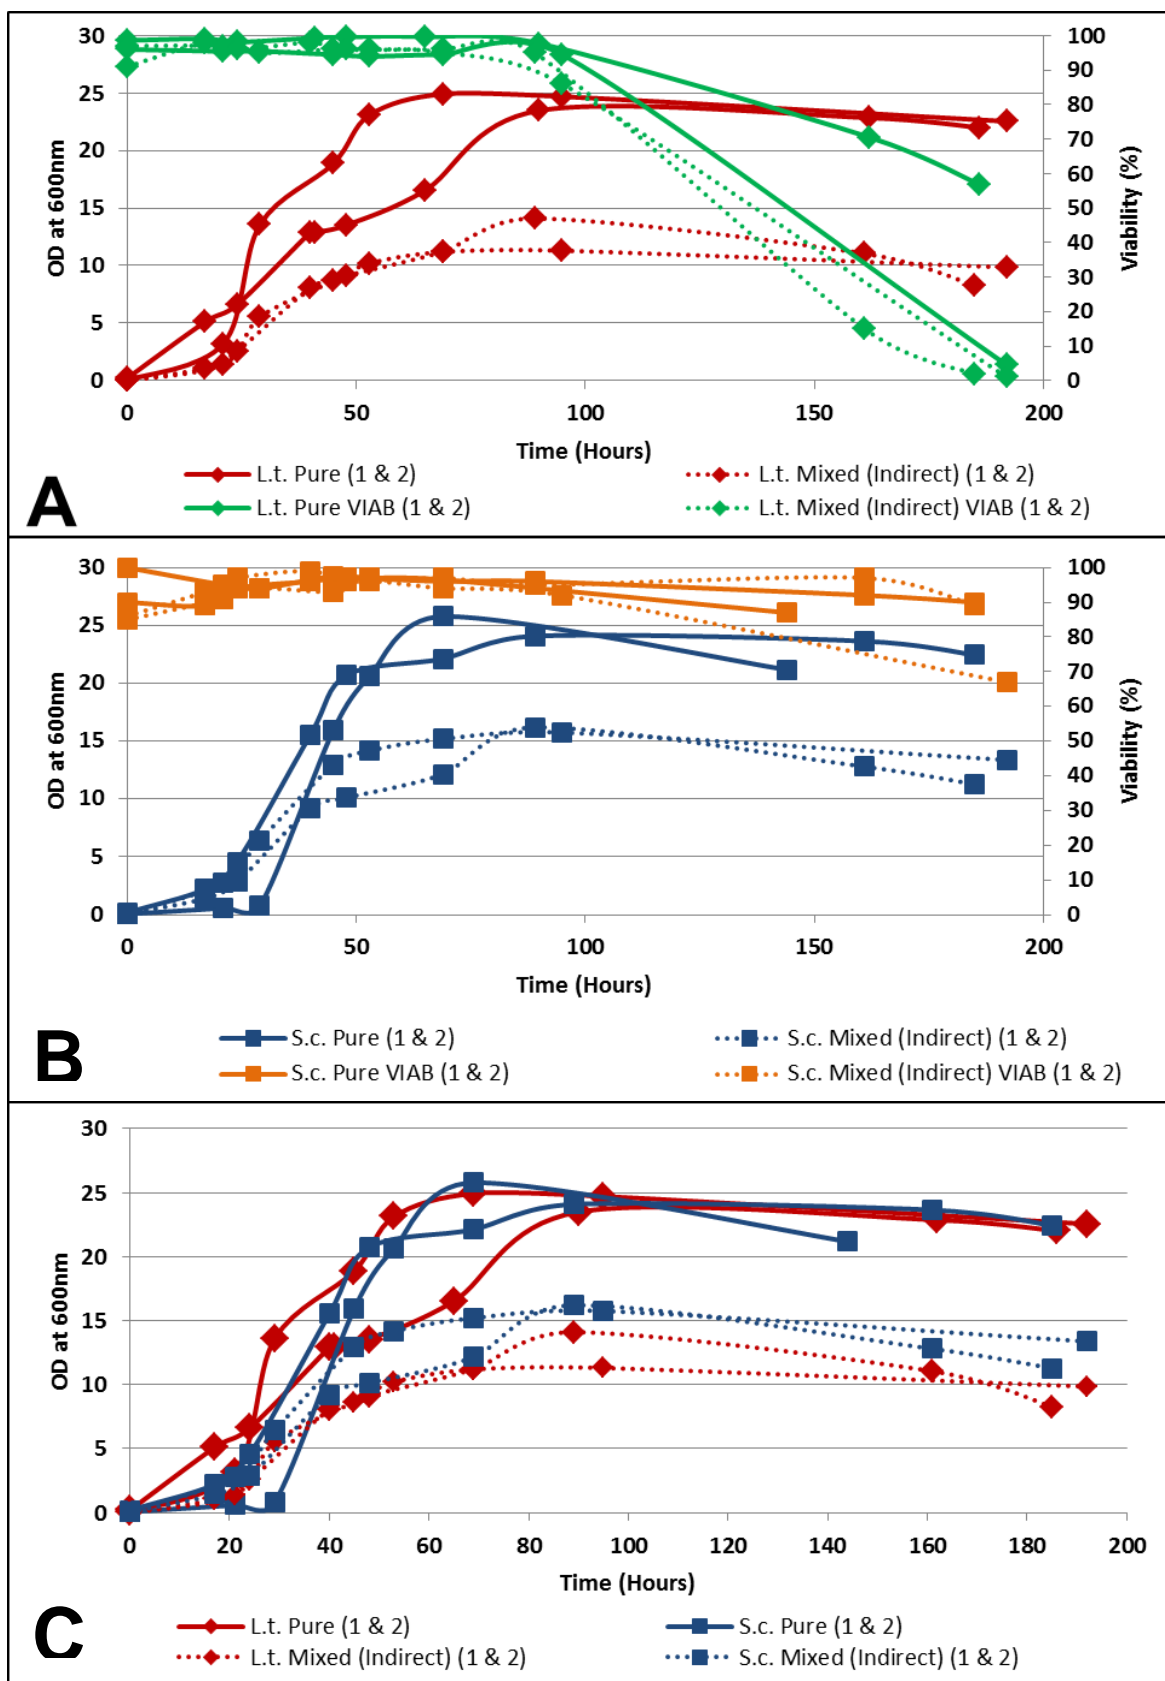 30 100
90
25 80
20 70
60
15 50
10 40
30
5 20
10
0 0
OD at 600nm
Viability (%)
0 50 100 150 200
Time (Hours)
L.t. Pure (1 & 2) L.t. Mixed (Indirect) (1 & 2)
L.t. Pure VIAB (1 & 2) L.t. Mixed (Indirect) VIAB (1 & 2)
A
30 100
90
25 80
20 70
60
15 50
10 40
30
5 20
10
0 0
OD at 600nm
Viability (%)
0 50 100 150 200
Time (Hours)
S.c. Pure (1 & 2) S.c. Mixed (Indirect) (1 & 2)
S.c. Pure VIAB (1 & 2) S.c. Mixed (Indirect) VIAB (1 & 2)
B
30
25
20
15
10
5
0
OD at 600nm
0 20 40 60 80 100 120 140 160 180 200
Time (Hours)
L.t. Pure (1 & 2) S.c. Pure (1 & 2)
L.t. Mixed (Indirect) (1 & 2) S.c. Mixed (Indirect) (1 & 2)
C